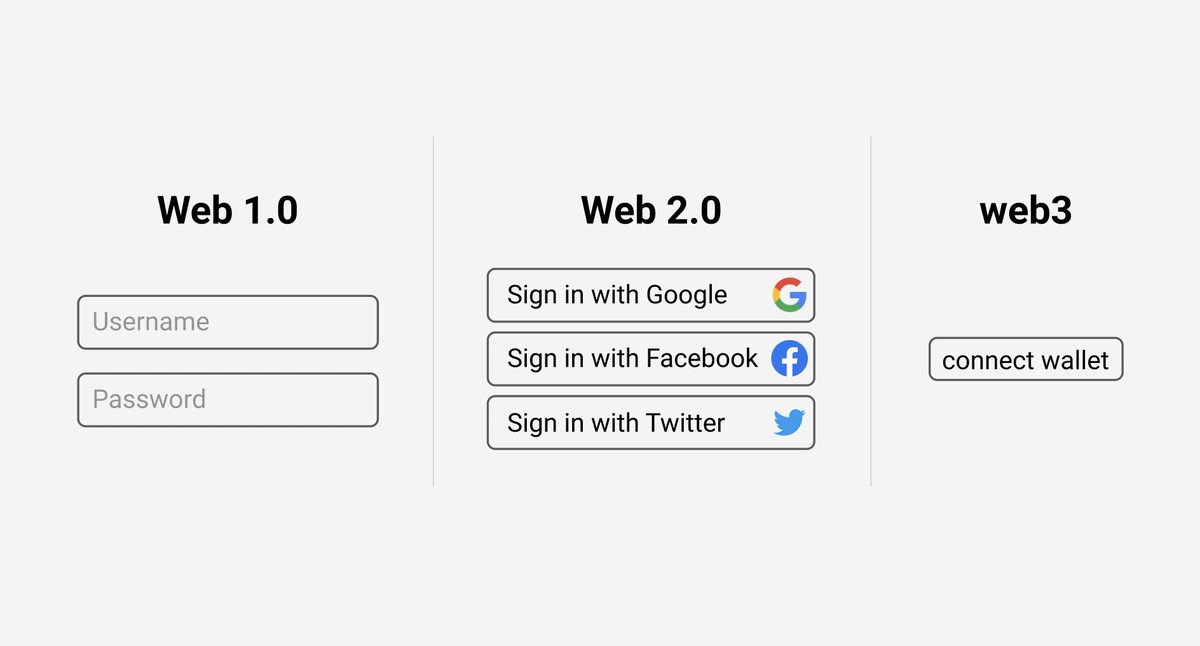 Web 1.0
Username
Password
Web 2.0
Sign in with Google
Sign in with Facebook
Sign in with Twitter
web3
connect wallet